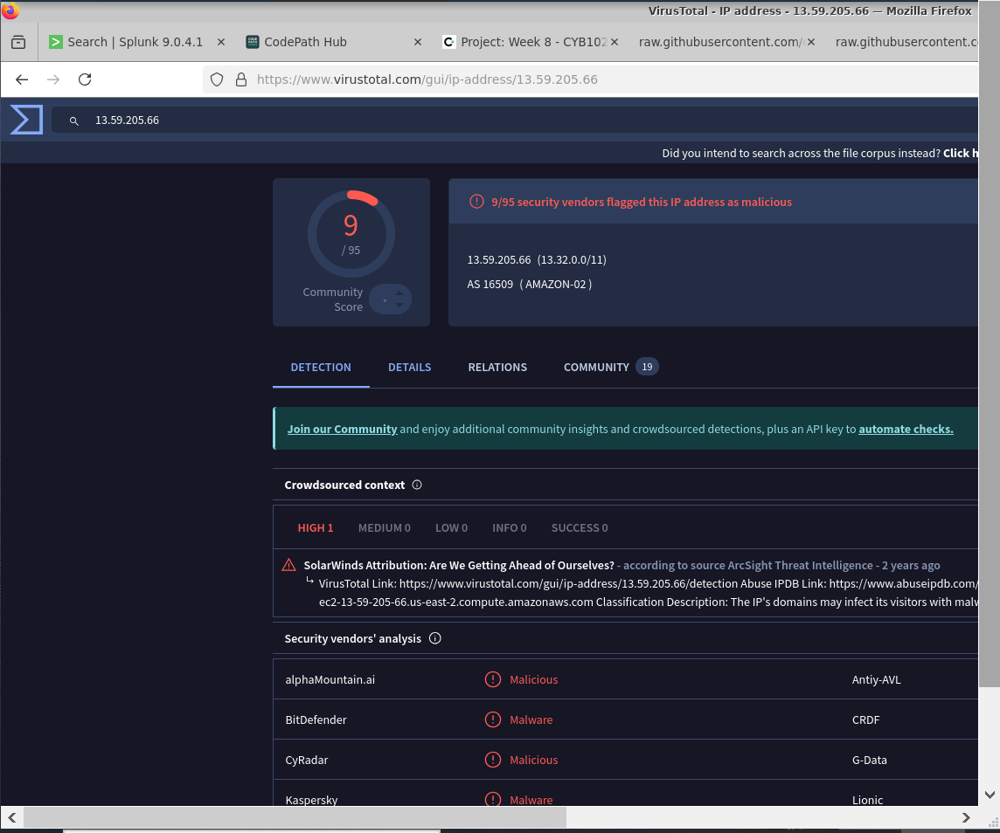 VirusTotal - IP address - 13.59.205.66 — Mozilla Firefox
Search | Splunk 9.0.4.1
CodePath Hub
Project: Week 8 - CYB102
raw.githubusercontent.com/
raw.githubusercontent.c
https://www.virustotal.com/gui/ip-address/13.59.205.66
13.59.205.66
Did you intend to search across the file corpus instead? Click h
9
/ 95
Community
Score
9/95 security vendors flagged this IP address as malicious
13.59.205.66 (13.32.0.0/11)
AS 16509 ( AMAZON-02 )
DETECTION DETAILS RELATIONS COMMUNITY 19
Join our Community and enjoy additional community insights and crowdsourced detections, plus an API key to automate checks.
Crowdsourced context
HIGH 1 MEDIUM 0 LOW 0 INFO 0 SUCCESS 0
SolarWinds Attribution: Are We Getting Ahead of Ourselves? - according to source ArcSight Threat Intelligence - 2 years ago
VirusTotal Link: https://www.virustotal.com/gui/ip-address/13.59.205.66/detection Abuse IPDB Link: https://www.abuseipdb.com/
ec2-13-59-205-66.us-east-2.compute.amazonaws.com Classification Description: The IP's domains may infect its visitors with malw
Security vendors' analysis
alphaMountain.ai Malicious Antiy-AVL
BitDefender Malware CRDF
CyRadar Malicious G-Data
Kaspersky Malware Lionic